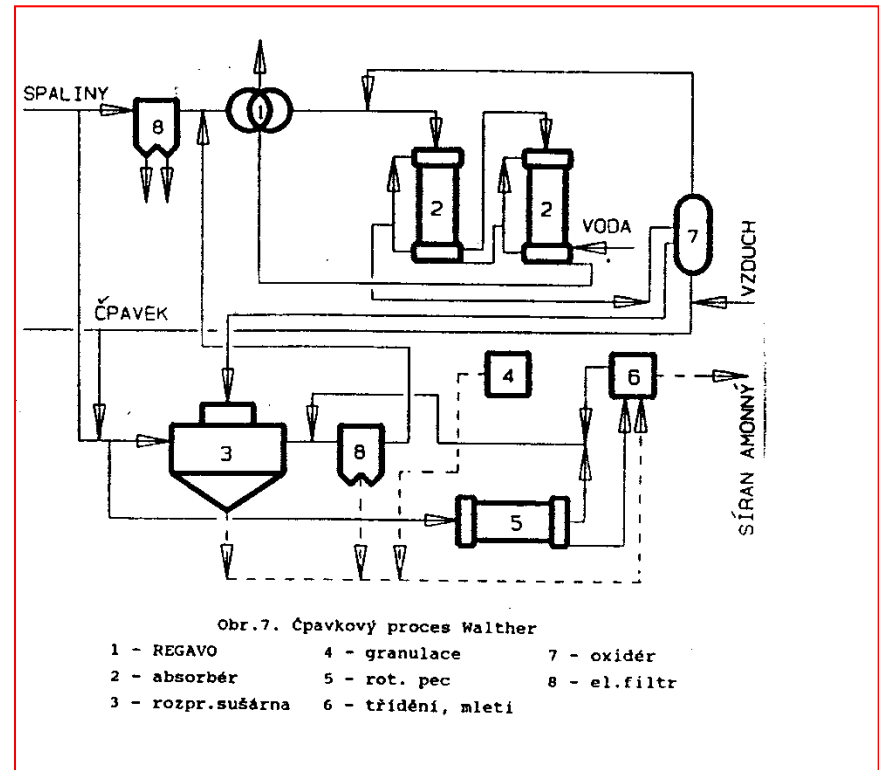 SPALINY
8
1
2
2
VODA
7
VZDUCH
ČPAVEK
4
6
3
8
5
SÍRAN AMONNÝ
Obr.7. Čpavkový proces Walther
1 - REGAVO 4 - granulace 7 - oxidér
2 - absorbér 5 - rot. pec 8 - el.filtr
3 - rozpr.sušárna 6 - třídění, mletí